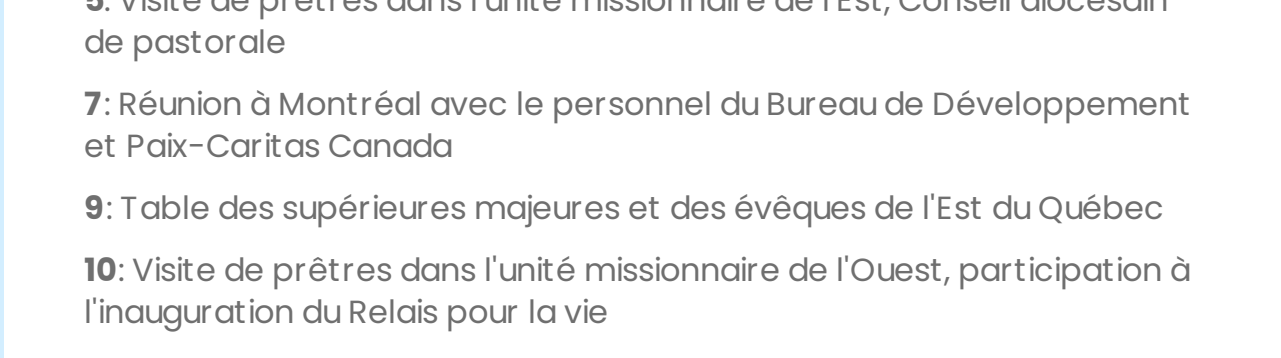 5: Visite de prêtres dans l'unité missionnaire de l'Est, Conseil diocésain
de pastorale
7: Réunion à Montréal avec le personnel du Bureau de Développement
et Paix-Caritas Canada
9: Table des supérieures majeures et des évêques de l'Est du Québec
10: Visite de prêtres dans l'unité missionnaire de l'Ouest, participation à
l'inauguration du Relais pour la vie